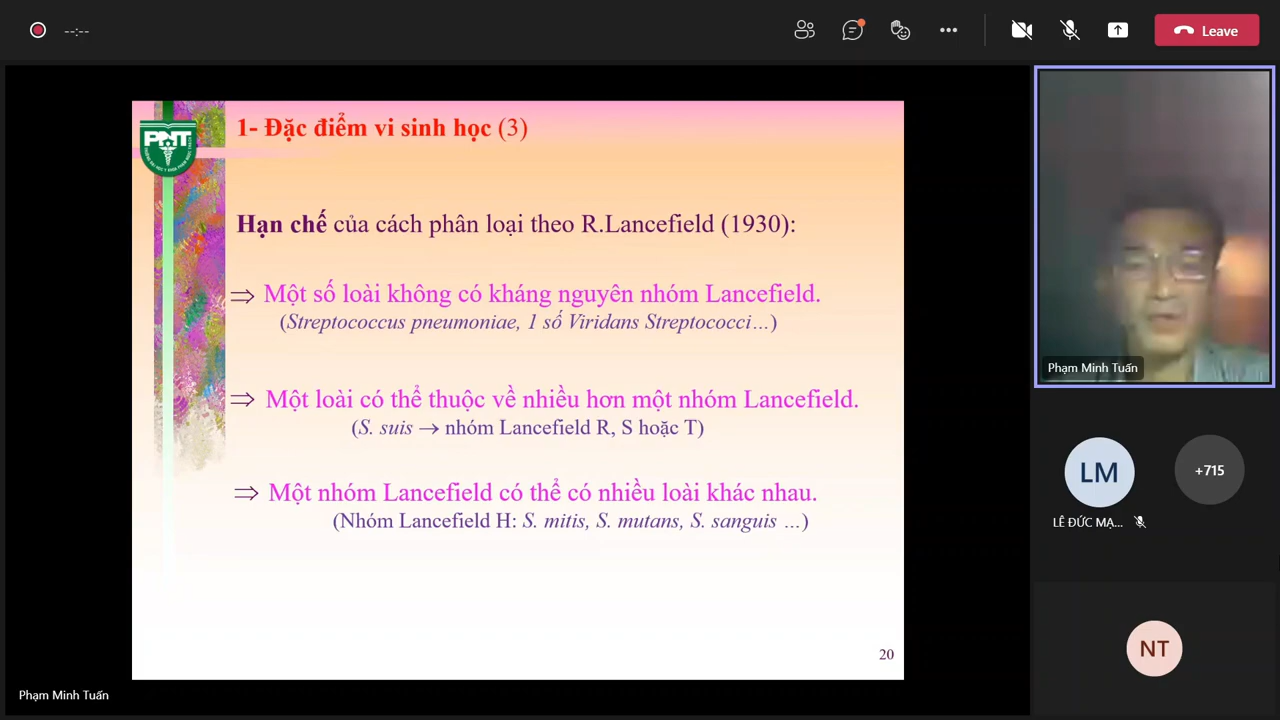 --:--
Leave
1- Đặc điểm vi sinh học (3)
PNT
Hạn chế của cách phân loại theo R.Lancefield (1930):
⇒ Một số loài không có kháng nguyên nhóm Lancefield.
(Streptococcus pneumoniae, 1 số Viridans Streptococci…)
⇒ Một loài có thể thuộc về nhiều hơn một nhóm Lancefield.
(S. suis → nhóm Lancefield R, S hoặc T)
⇒ Một nhóm Lancefield có thể có nhiều loài khác nhau.
(Nhóm Lancefield H: S. mitis, S. mutans, S. sanguis …)
20
Phạm Minh Tuấn
Phạm Minh Tuấn
LM
+715
LÊ ĐỨC MẠ...
NT